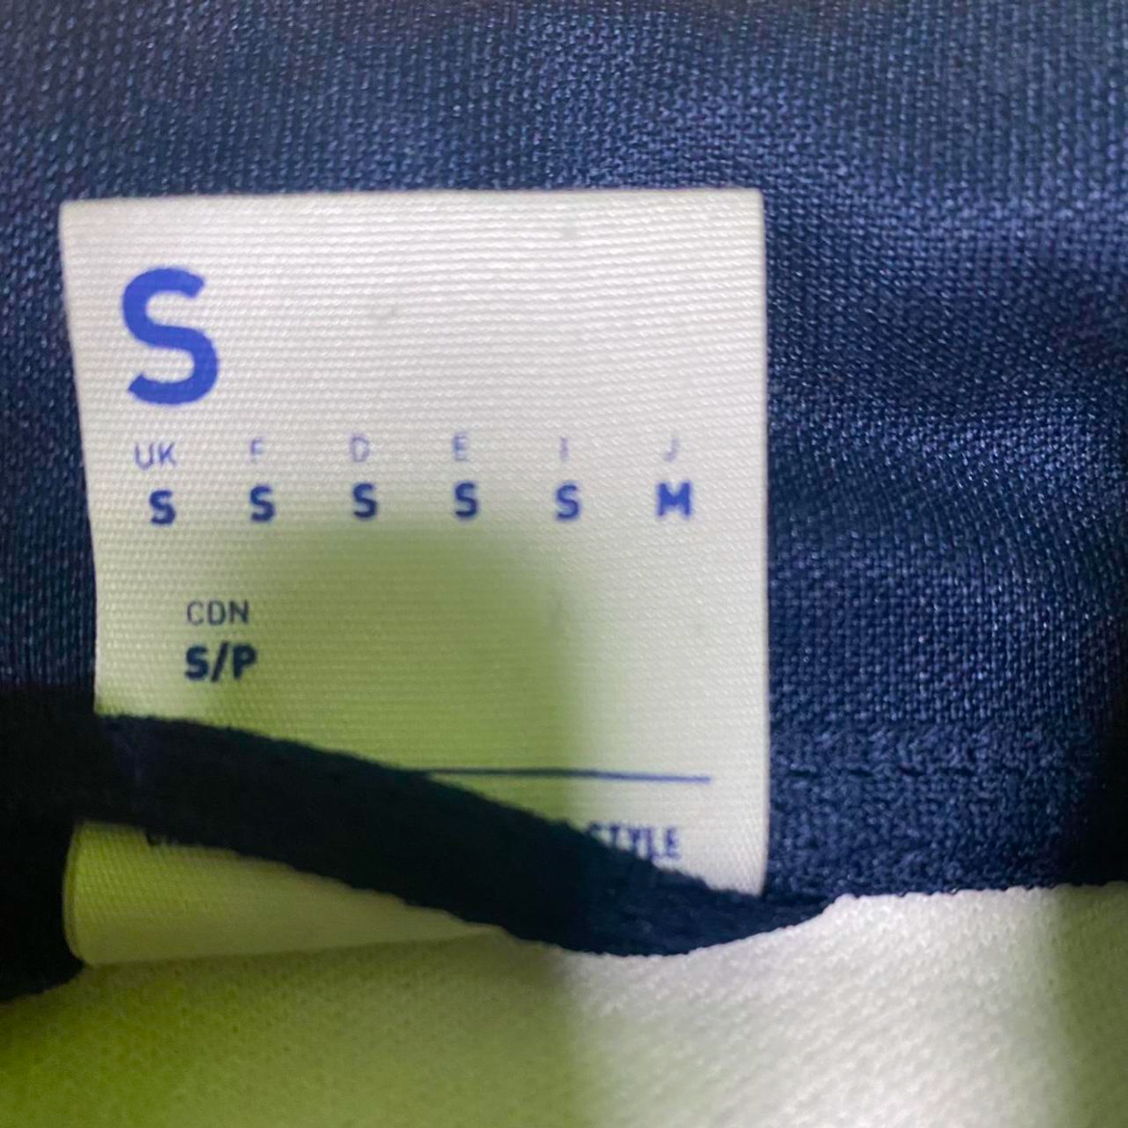 S
UK F D E I J
S S S S S M
CDN
S/P
STYLE